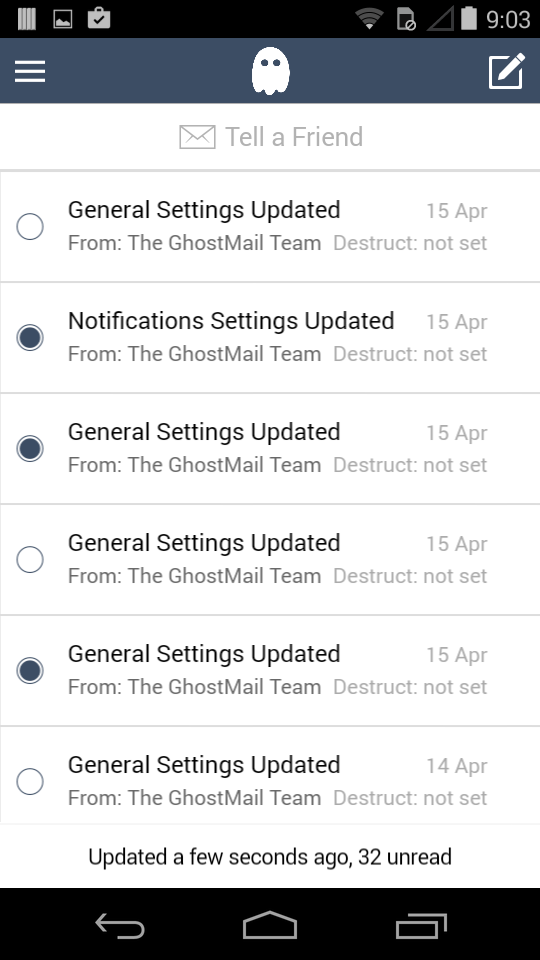 9:03
Tell a Friend
General Settings Updated 15 Apr
From: The GhostMail Team Destruct: not set
Notifications Settings Updated 15 Apr
From: The GhostMail Team Destruct: not set
General Settings Updated 15 Apr
From: The GhostMail Team Destruct: not set
General Settings Updated 15 Apr
From: The GhostMail Team Destruct: not set
General Settings Updated 15 Apr
From: The GhostMail Team Destruct: not set
General Settings Updated 14 Apr
From: The GhostMail Team Destruct: not set
Updated a few seconds ago, 32 unread